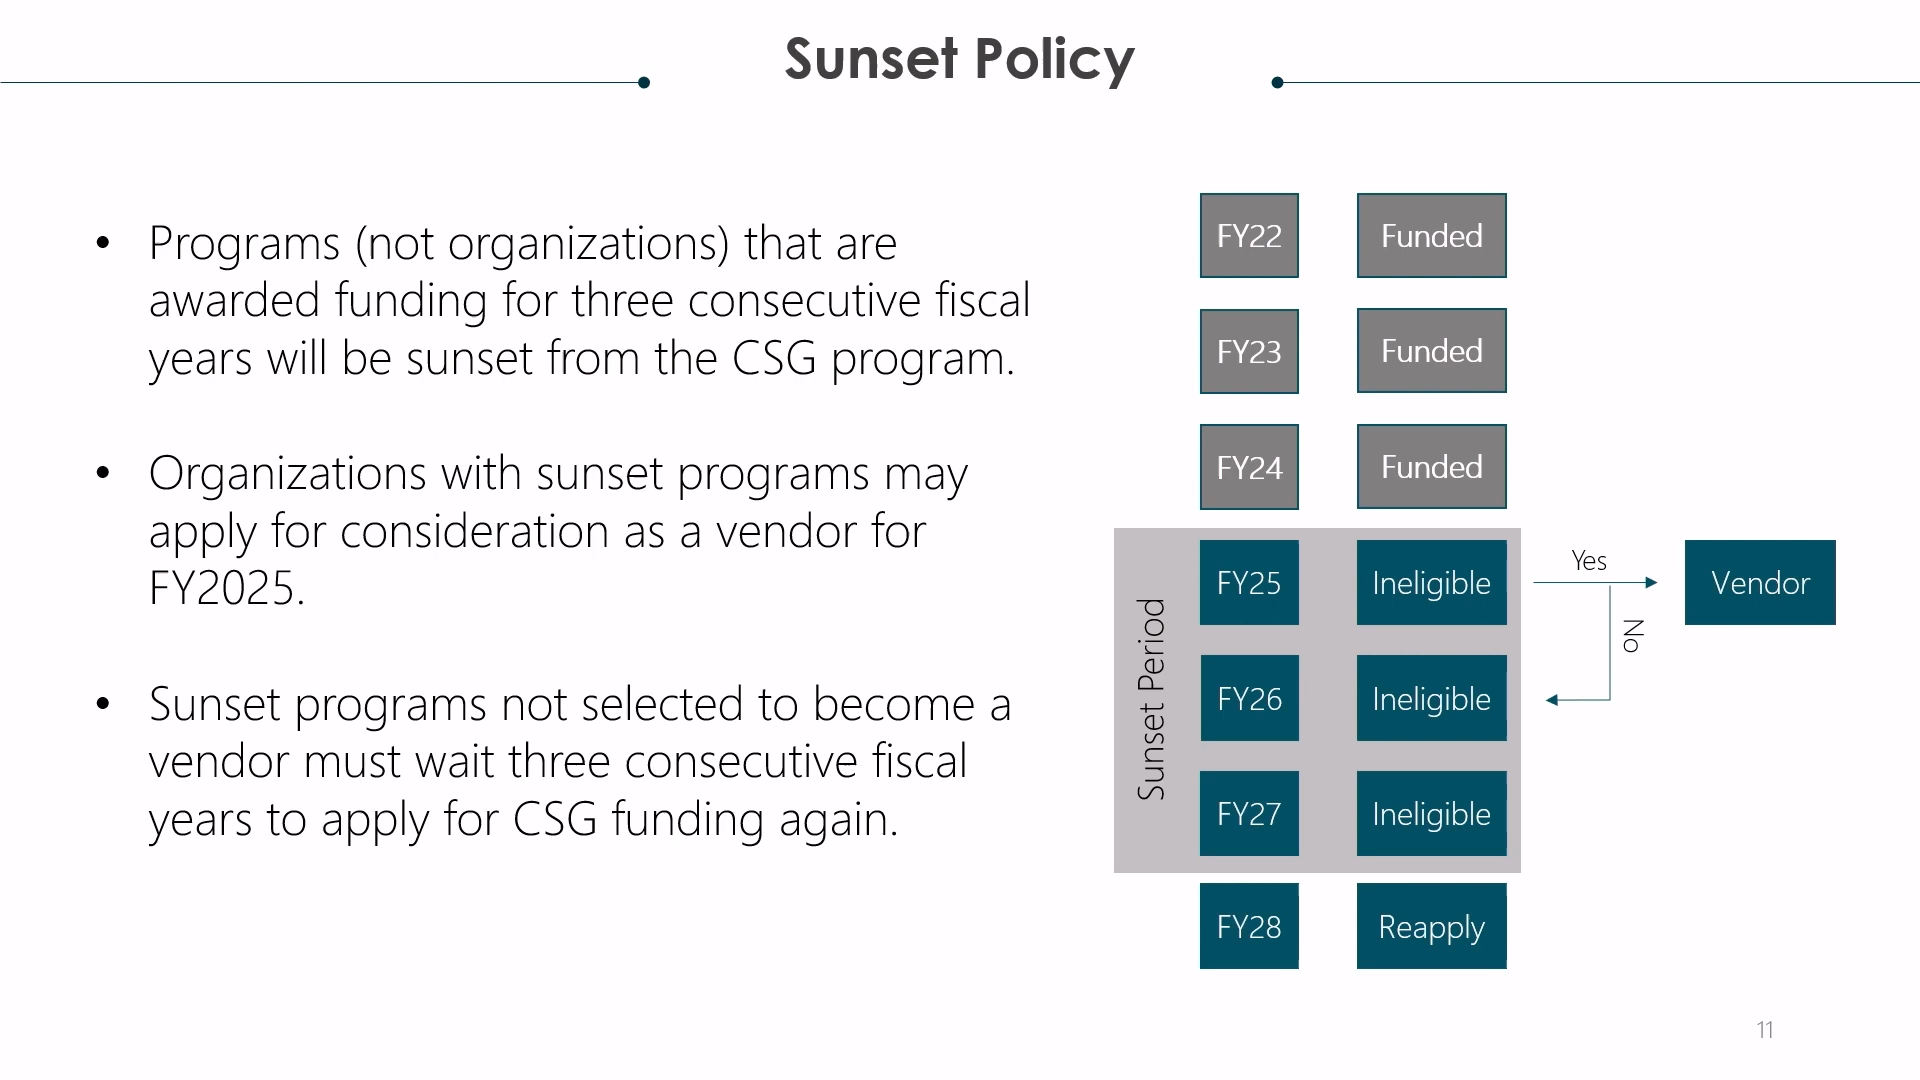 Sunset Policy
• Programs (not organizations) that are
awarded funding for three consecutive fiscal
years will be sunset from the CSG program.
• Organizations with sunset programs may
apply for consideration as a vendor for
FY2025.
• Sunset programs not selected to become a
vendor must wait three consecutive fiscal
years to apply for CSG funding again.
FY22 Funded
FY23 Funded
FY24 Funded
Sunset Period
FY25 Ineligible
Yes
Vendor
No
FY26 Ineligible
FY27 Ineligible
FY28 Reapply
11